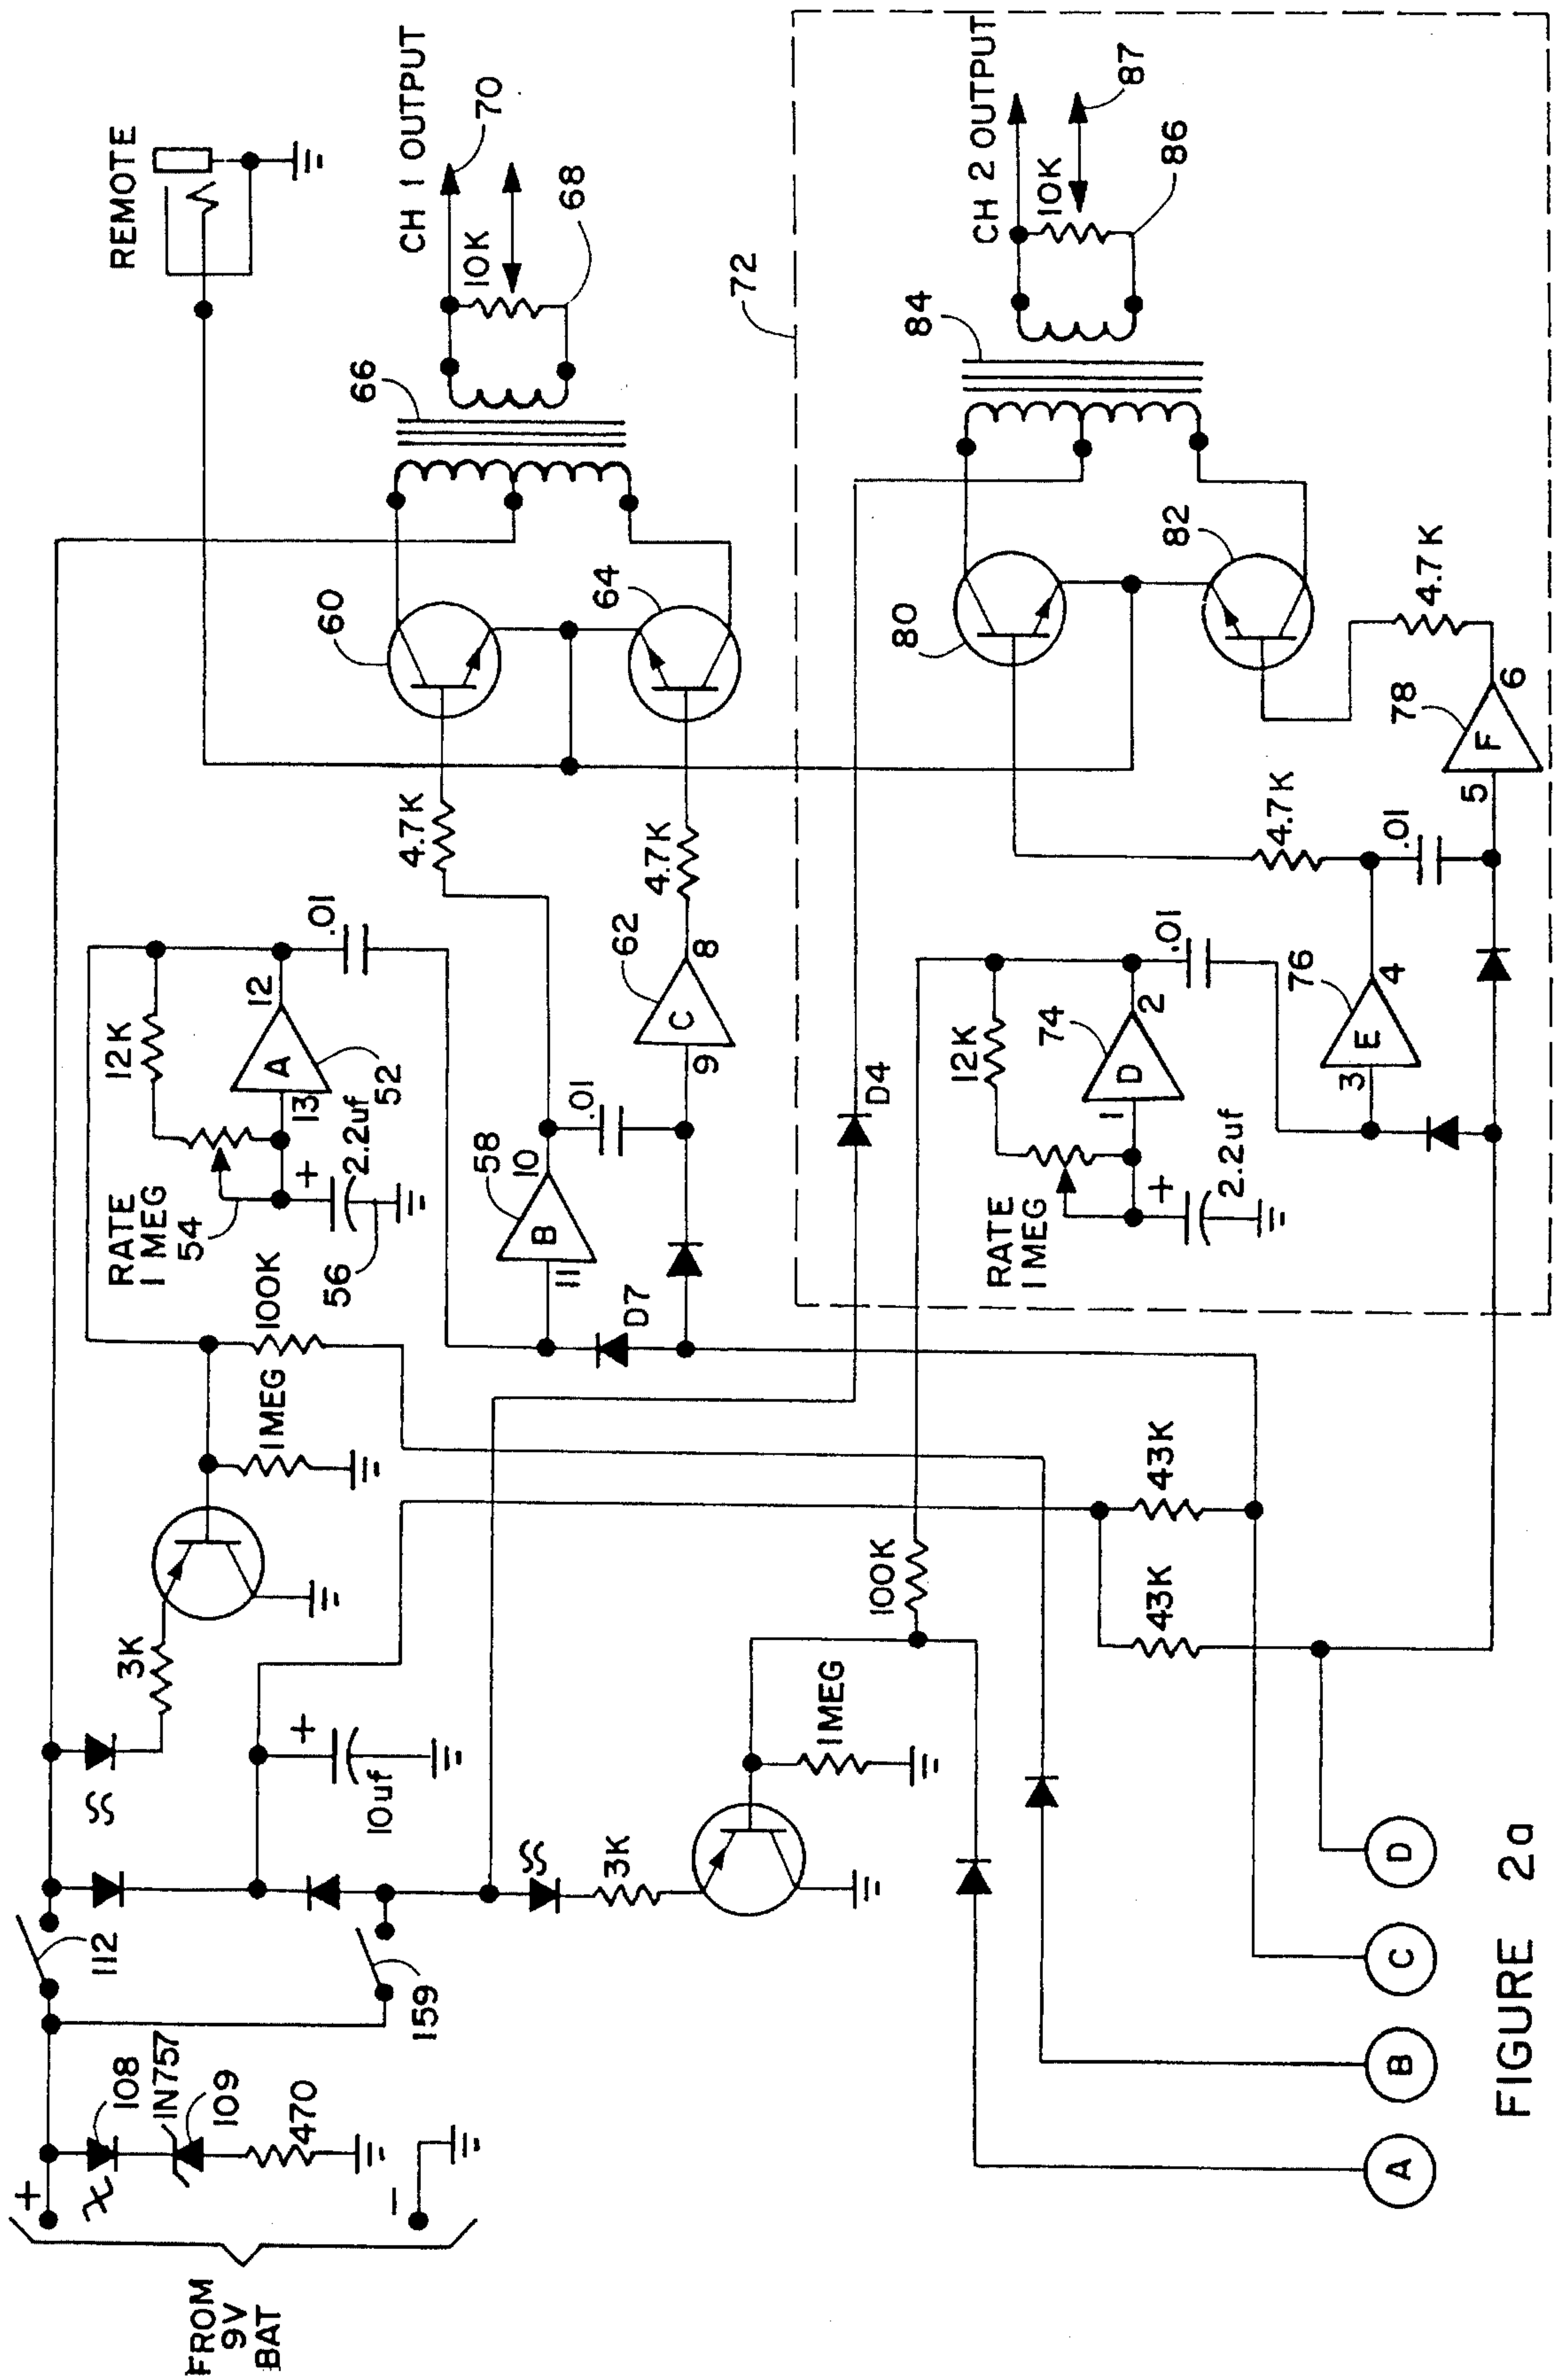 FROM
9V
BAT
+
−
108
1N757
109
470
112
159
3K
10uf
+
3K
1MEG
1MEG
100K
RATE
1 MEG
54
56
+
2.2uf
12K
A
13
12
52
.01
B
11
10
58
.01
D7
C
9
8
62
4.7K
4.7K
60
64
66
REMOTE
CH 1 OUTPUT
70
10K
68
72
D4
100K
43K
43K
RATE
1MEG
+
2.2uf
12K
D
1
2
74
.01
E
3
4
76
.01
F
5
6
78
4.7K
4.7K
80
82
84
CH 2 OUTPUT
10K
87
86
A
B
C
D
FIGURE 2a